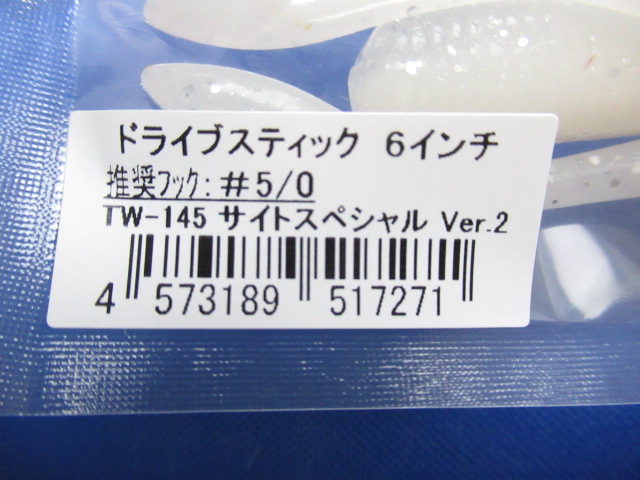 ドライブスティック 6インチ
推奨フック:#5/0
TW-145 サイトスペシャル Ver.2
4 573189 517271